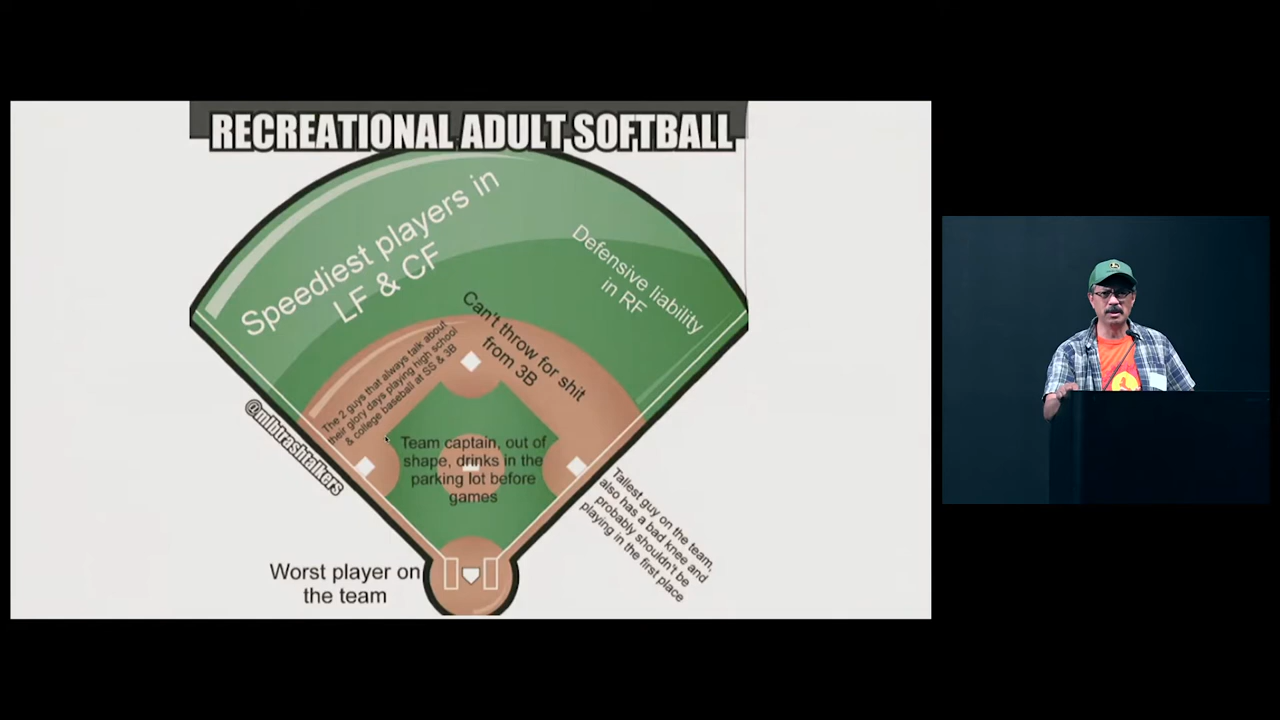 RECREATIONAL ADULT SOFTBALL
Speediest players in
LF & CF
Defensive liability
in RF
Can't throw for shit
from 3B
The 2 guys that always talk about
their glory days playing high school
& college baseball at SS & 3B
@mlbtrashtalkers
Team captain, out of
shape, drinks in the
parking lot before
games
Tallest guy on the team,
also has a bad knee and
probably shouldn't be
playing in the first place
Worst player on
the team